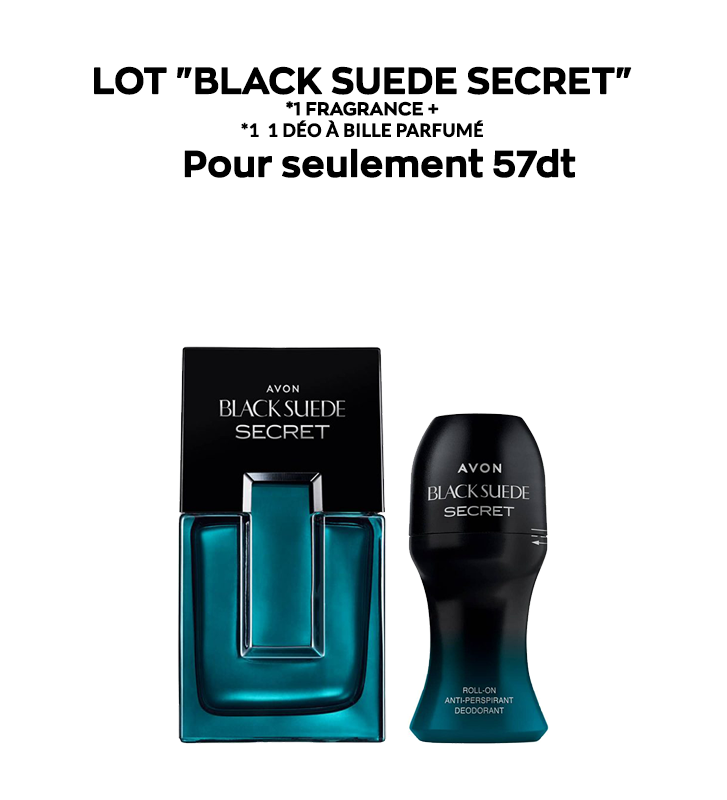 LOT "BLACK SUEDE SECRET"
*1 FRAGRANCE +
*1 1 DÉO À BILLE PARFUMÉ
Pour seulement 57dt
AVON
BLACK SUEDE
SECRET
AVON
BLACK SUEDE
SECRET
ROLL-ON
ANTI-PERSPIRANT
DEODORANT